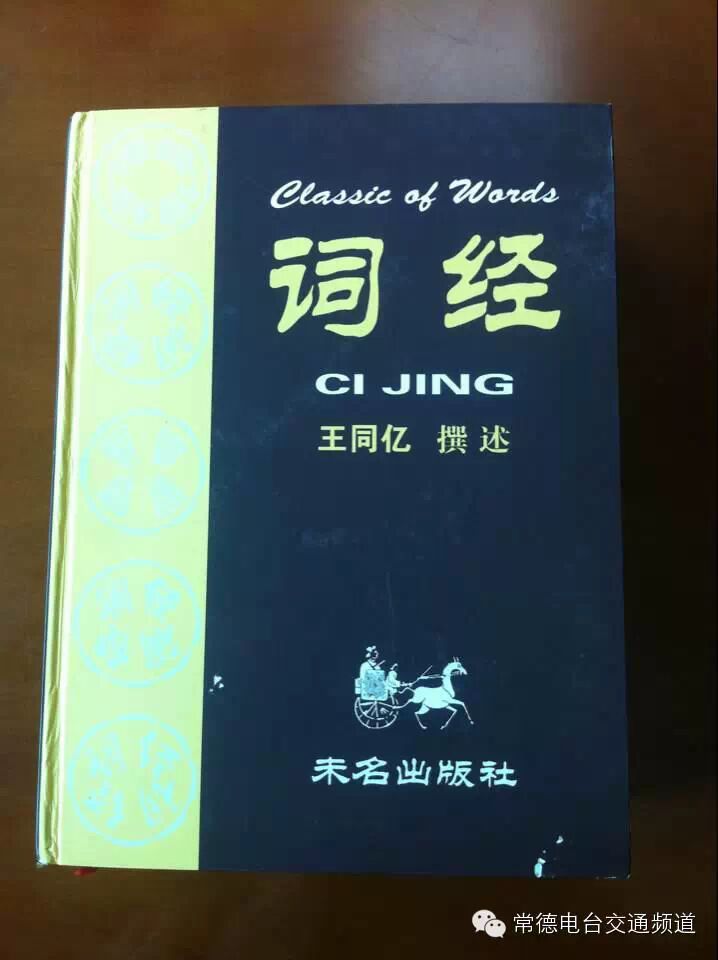 Classic of Words
词经
CI JING
王同亿 撰述
未名出版社
常德电台交通频道